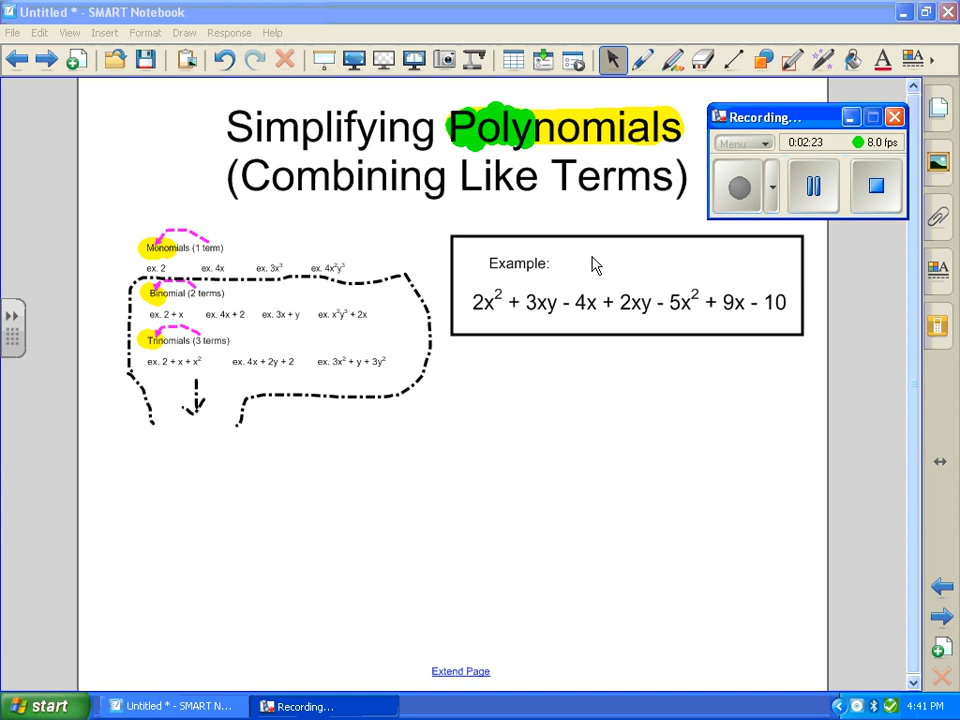 Untitled * - SMART Notebook
File Edit View Insert Format Draw Response Help
Simplifying Polynomials
(Combining Like Terms)
Recording...
Menu 0:02:23 8.0 fps
Monomials (1 term)
ex. 2 ex. 4x ex. 3x³ ex. 4x²y³
Binomial (2 terms)
ex. 2 + x ex. 4x + 2 ex. 3x + y ex. x²y³ + 2x
Trinomials (3 terms)
ex. 2 + x + x² ex. 4x + 2y + 2 ex. 3x² + y + 3y²
Example:
2x² + 3xy - 4x + 2xy - 5x² + 9x - 10
Extend Page
start Untitled * - SMART N... Recording... 4:41 PM